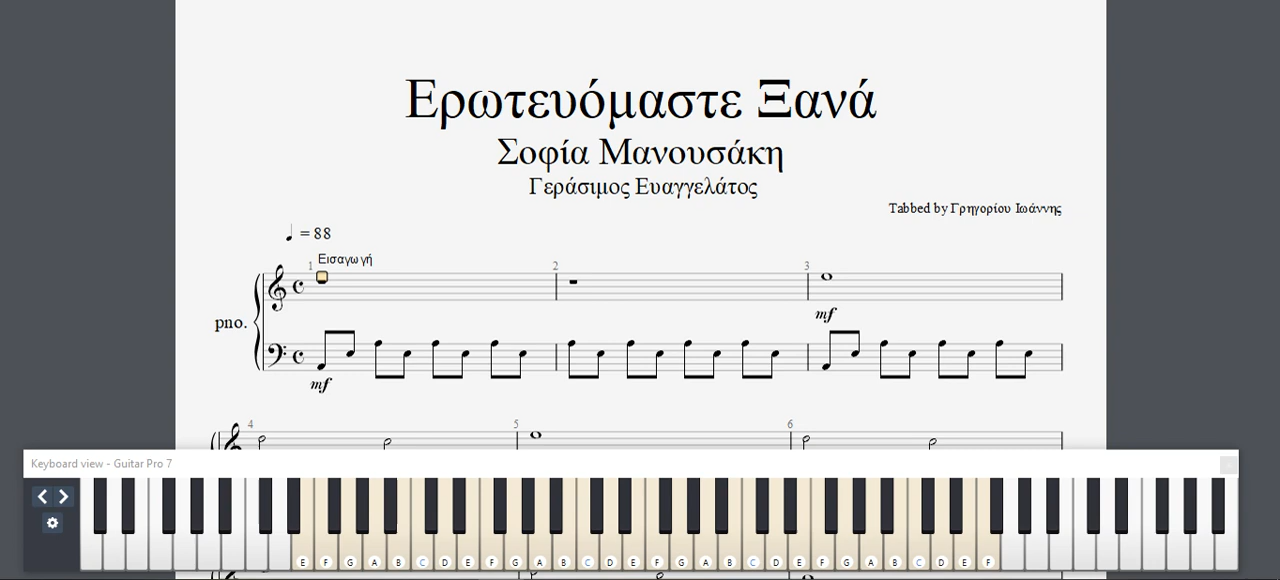 Ερωτευόμαστε Ξανά
Σοφία Μανουσάκη
Γεράσιμος Ευαγγελάτος
Tabbed by Γρηγορίου Ιωάννης
= 88
Εισαγωγή
1 2 3
pno.
mf
mf
4 5 6
Keyboard view - Guitar Pro 7
E F G A B C D E F G A B C D E F G A B C D E F G A B C D E F